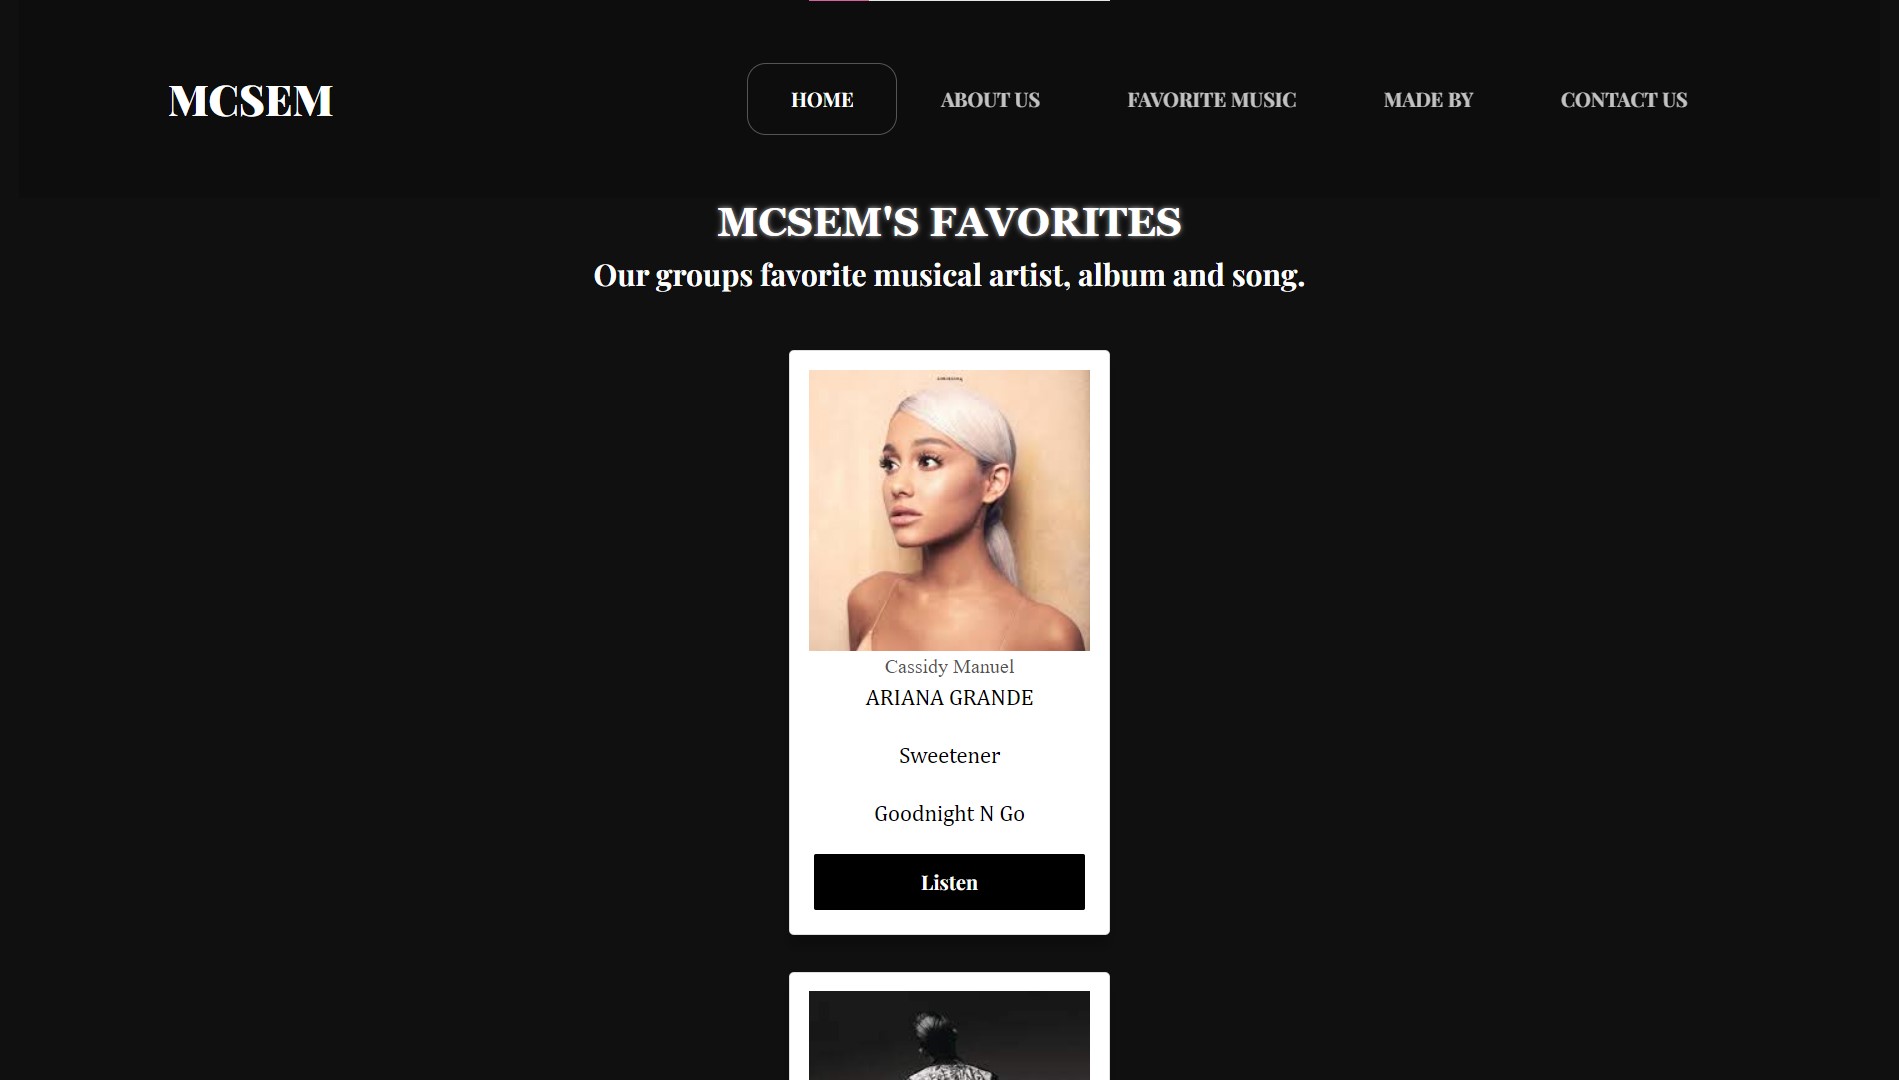 MCSEM
HOME
ABOUT US
FAVORITE MUSIC
MADE BY
CONTACT US
MCSEM'S FAVORITES
Our groups favorite musical artist, album and song.
Cassidy Manuel
ARIANA GRANDE
Sweetener
Goodnight N Go
Listen